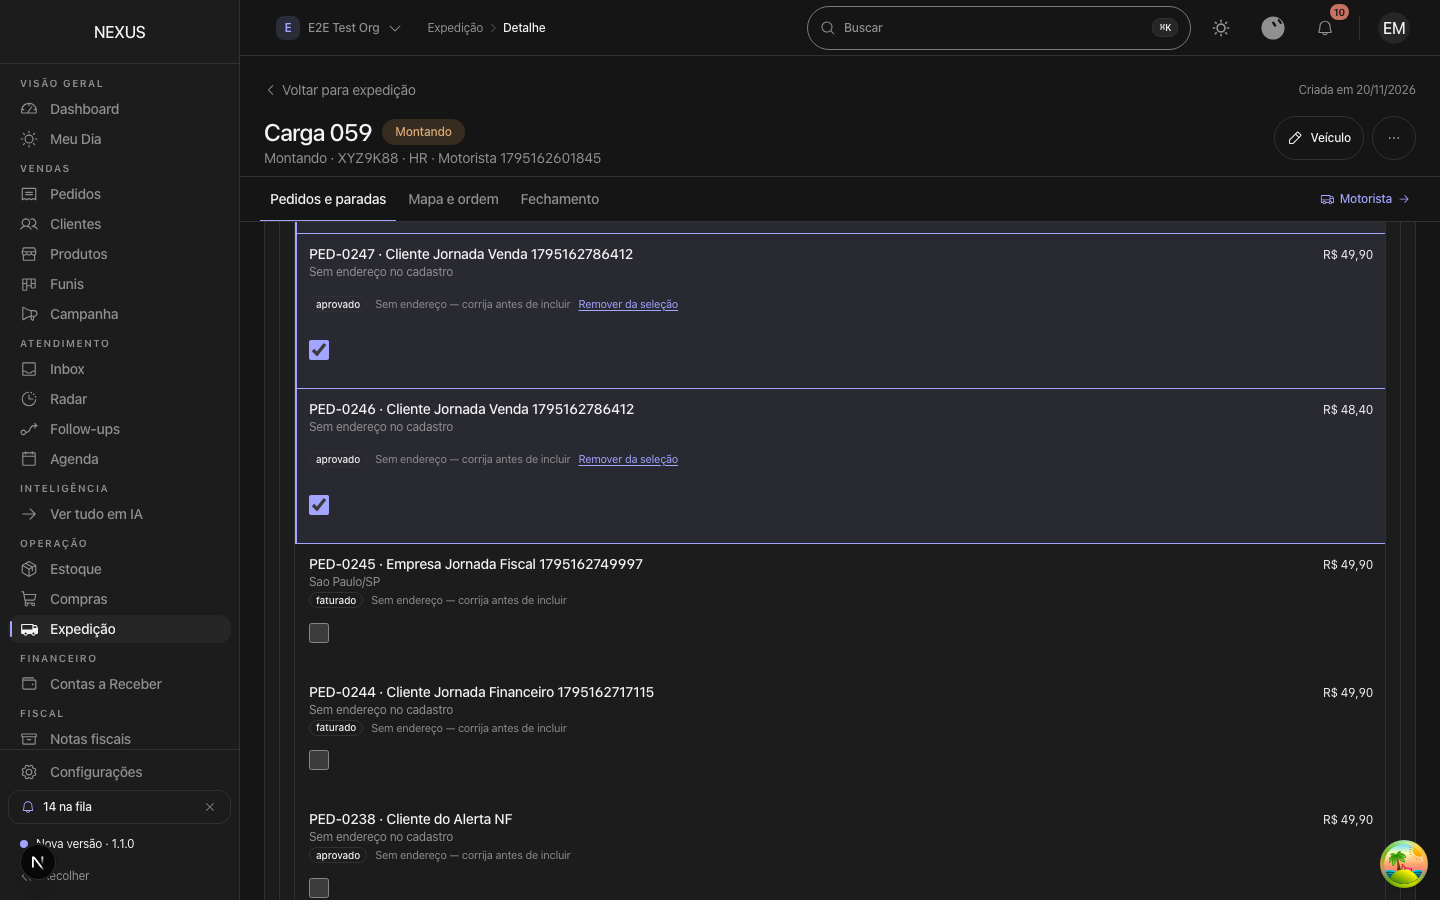 NEXUS
VISÃO GERAL
Dashboard
Meu Dia
VENDAS
Pedidos
Clientes
Produtos
Funis
Campanha
ATENDIMENTO
Inbox
Radar
Follow-ups
Agenda
INTELIGÊNCIA
Ver tudo em IA
OPERAÇÃO
Estoque
Compras
Expedição
FINANCEIRO
Contas a Receber
FISCAL
Notas fiscais
Configurações
14 na fila
Nova versão · 1.1.0
N
ecolher
E E2E Test Org Expedição Detalhe
Buscar ⌘K
10
EM
Voltar para expedição
Criada em 20/11/2026
Carga 059 Montando
Montando · XYZ9K88 · HR · Motorista 1795162601845
Veículo
...
Pedidos e paradas Mapa e ordem Fechamento
Motorista
PED-0247 · Cliente Jornada Venda 1795162786412 R$ 49,90
Sem endereço no cadastro
aprovado Sem endereço — corrija antes de incluir Remover da seleção
PED-0246 · Cliente Jornada Venda 1795162786412 R$ 48,40
Sem endereço no cadastro
aprovado Sem endereço — corrija antes de incluir Remover da seleção
PED-0245 · Empresa Jornada Fiscal 1795162749997 R$ 49,90
Sao Paulo/SP
faturado Sem endereço — corrija antes de incluir
PED-0244 · Cliente Jornada Financeiro 1795162717115 R$ 49,90
Sem endereço no cadastro
faturado Sem endereço — corrija antes de incluir
PED-0238 · Cliente do Alerta NF R$ 49,90
Sem endereço no cadastro
aprovado Sem endereço — corrija antes de incluir